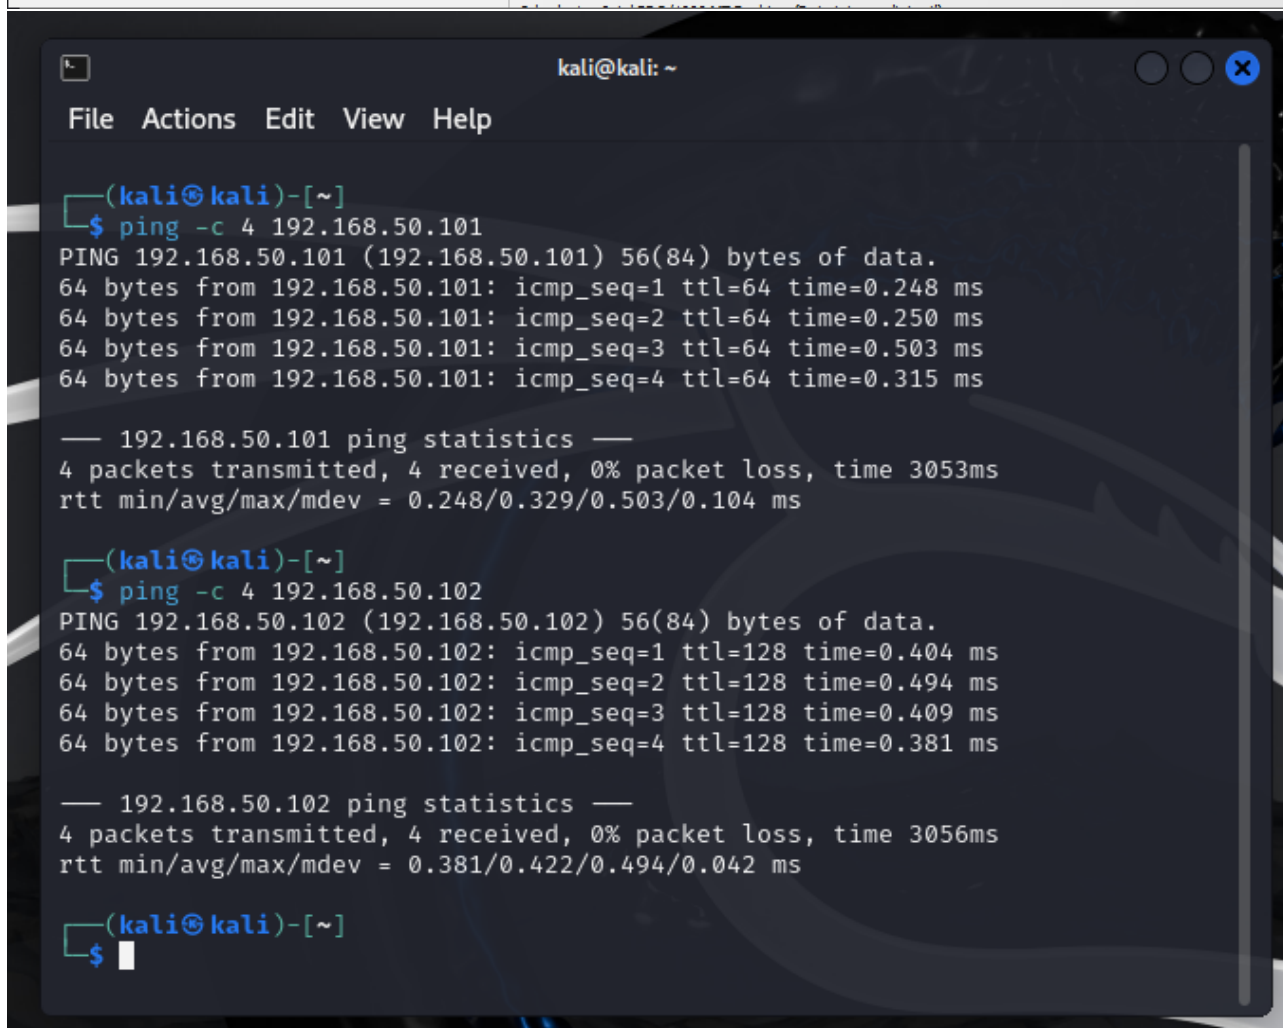 kali@kali: ~
File Actions Edit View Help
┌──(kali㉿kali)-[~]
└─$ ping -c 4 192.168.50.101
PING 192.168.50.101 (192.168.50.101) 56(84) bytes of data.
64 bytes from 192.168.50.101: icmp_seq=1 ttl=64 time=0.248 ms
64 bytes from 192.168.50.101: icmp_seq=2 ttl=64 time=0.250 ms
64 bytes from 192.168.50.101: icmp_seq=3 ttl=64 time=0.503 ms
64 bytes from 192.168.50.101: icmp_seq=4 ttl=64 time=0.315 ms
--- 192.168.50.101 ping statistics ---
4 packets transmitted, 4 received, 0% packet loss, time 3053ms
rtt min/avg/max/mdev = 0.248/0.329/0.503/0.104 ms
┌──(kali㉿kali)-[~]
└─$ ping -c 4 192.168.50.102
PING 192.168.50.102 (192.168.50.102) 56(84) bytes of data.
64 bytes from 192.168.50.102: icmp_seq=1 ttl=128 time=0.404 ms
64 bytes from 192.168.50.102: icmp_seq=2 ttl=128 time=0.494 ms
64 bytes from 192.168.50.102: icmp_seq=3 ttl=128 time=0.409 ms
64 bytes from 192.168.50.102: icmp_seq=4 ttl=128 time=0.381 ms
--- 192.168.50.102 ping statistics ---
4 packets transmitted, 4 received, 0% packet loss, time 3056ms
rtt min/avg/max/mdev = 0.381/0.422/0.494/0.042 ms
┌──(kali㉿kali)-[~]
└─$